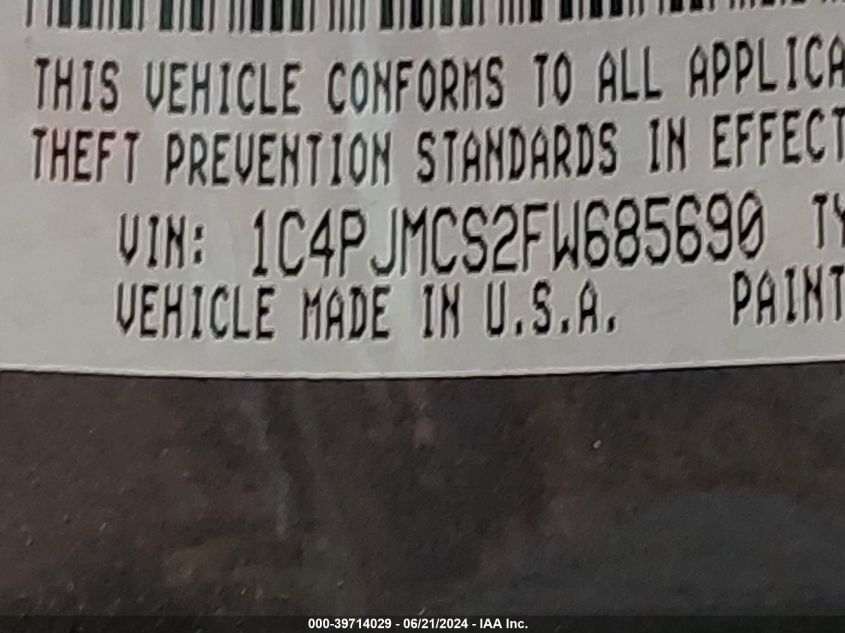 THIS VEHICLE CONFORMS TO ALL
THEFT PREVENTION STANDARDS IN EFFECT
VIN: 1C4PJMCS2FW685690
VEHICLE MADE IN U.S.A. PAINT
000-39714029 - 06/21/2024 - IAA Inc.